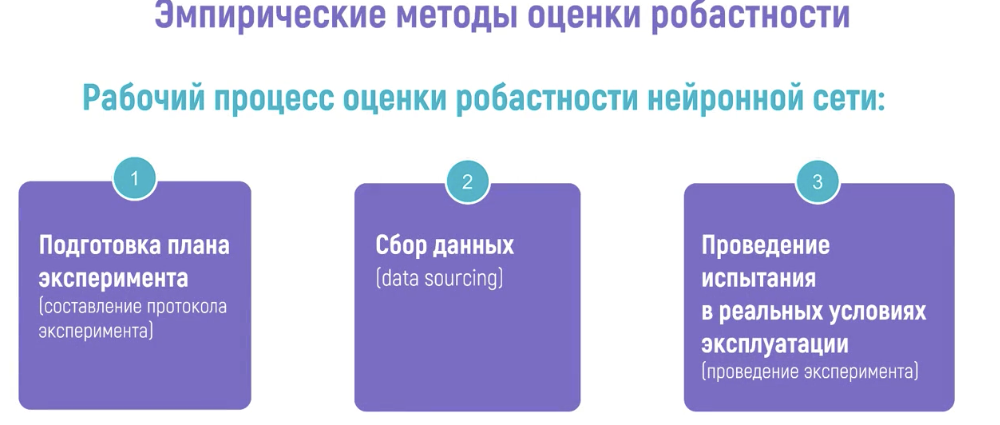 Эмпирические методы оценки робастности
Рабочий процесс оценки робастности нейронной сети:
1
Подготовка плана
эксперимента
(составление протокола
эксперимента)
2
Сбор данных
(data sourcing)
3
Проведение
испытания
в реальных условиях
эксплуатации
(проведение эксперимента)